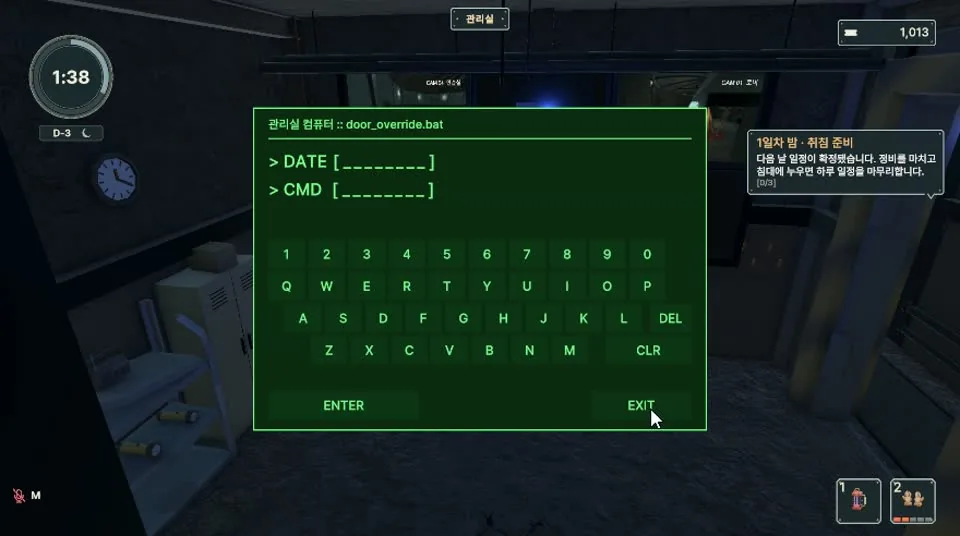 관리실
1,013
1:38
D-3
CAM 01. 로비
관리실 컴퓨터 :: door_override.bat
> DATE [________]
> CMD [________]
1일차 밤 · 취침 준비
다음 날 일정이 확정됐습니다. 정비를 마치고
침대에 누우면 하루 일정을 마무리합니다.
[0/3]
1 2 3 4 5 6 7 8 9 0
Q W E R T Y U I O P
A S D F G H J K L DEL
Z X C V B N M CLR
ENTER EXIT
M
1 2